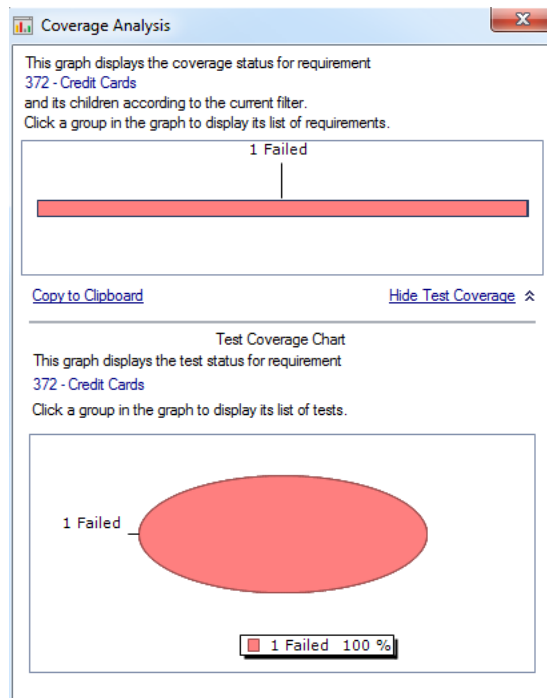 Coverage Analysis
This graph displays the coverage status for requirement
372 - Credit Cards
and its children according to the current filter.
Click a group in the graph to display its list of requirements.
1 Failed
Copy to Clipboard Hide Test Coverage
Test Coverage Chart
This graph displays the test status for requirement
372 - Credit Cards
Click a group in the graph to display its list of tests.
1 Failed
1 Failed 100 %